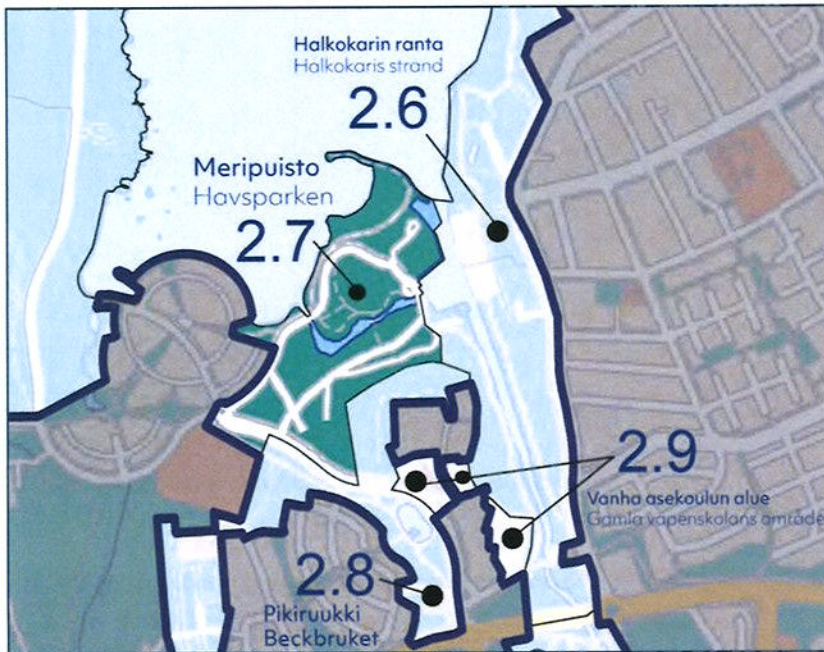 Halkokarin ranta
Halkokaris strand
2.6
Meripuisto
Havsparken
2.7
2.9
Vanha asekoulun alue
Gamla vapenskolans område
2.8
Pikiruukki
Beckbruket